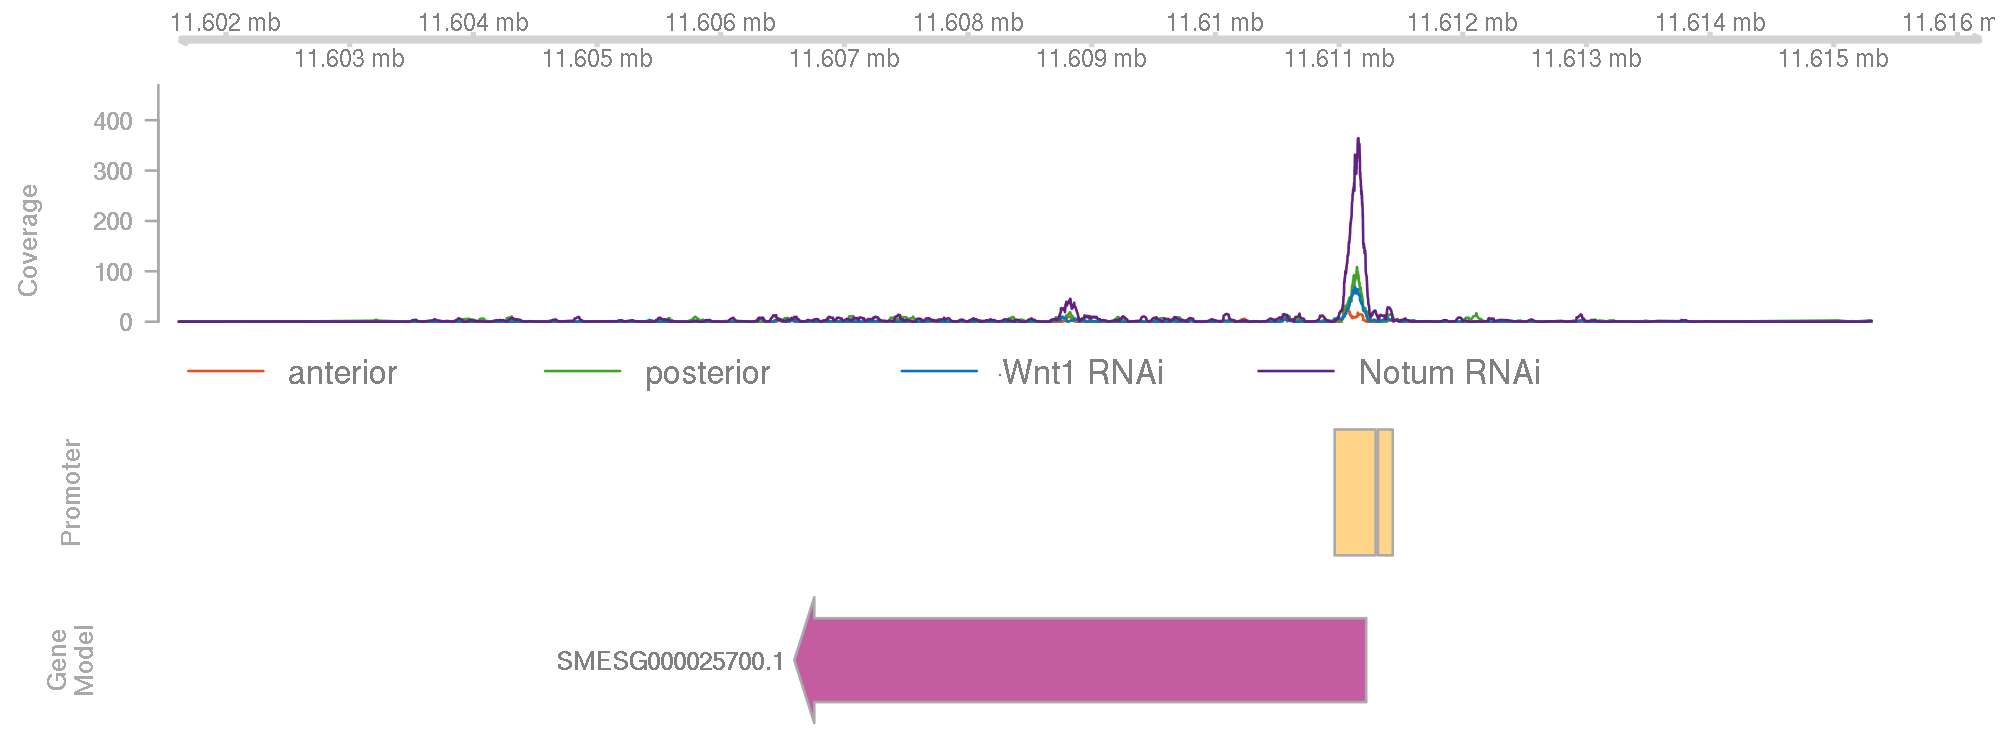 11.602 mb 11.604 mb 11.606 mb 11.608 mb 11.61 mb 11.612 mb 11.614 mb 11.616 m
11.603 mb 11.605 mb 11.607 mb 11.609 mb 11.611 mb 11.613 mb 11.615 mb
Coverage
400
300
200
100
0
anterior posterior Wnt1 RNAi Notum RNAi
Promoter
Gene
Model
SMESG000025700.1